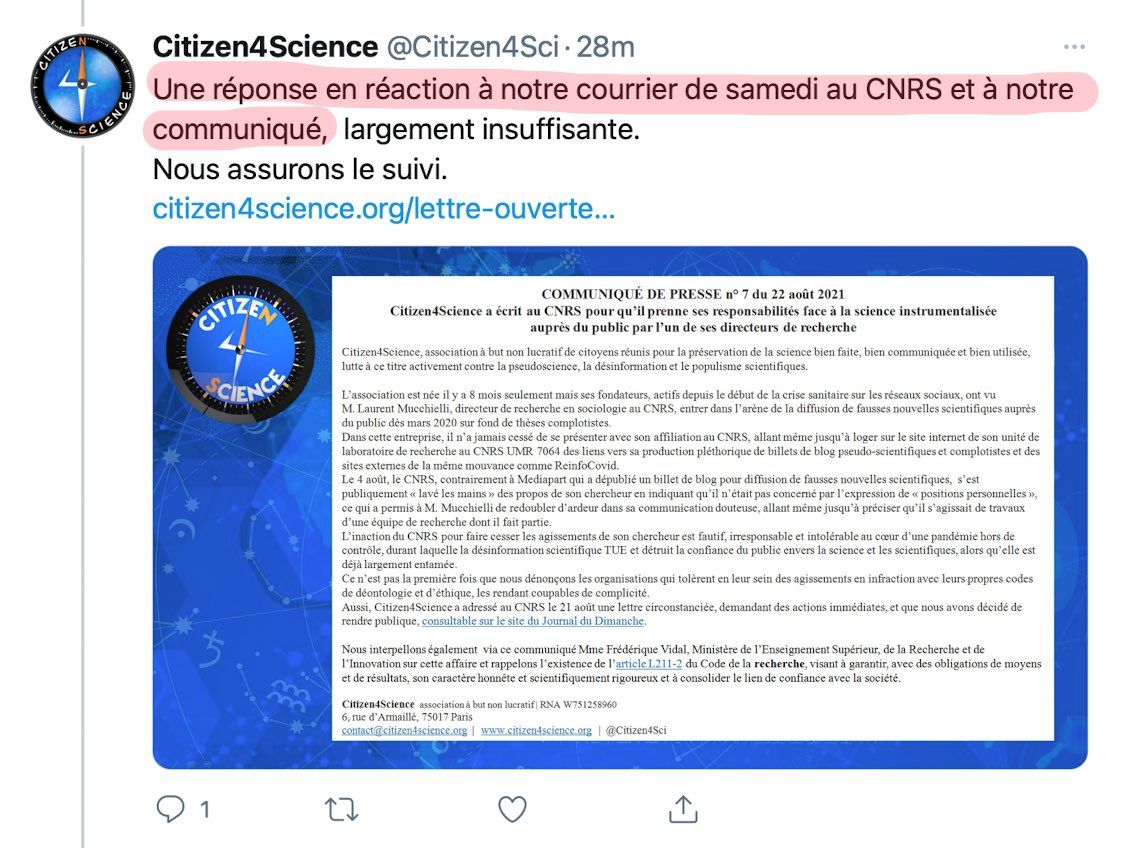 CITIZEN
SCIENCE
Citizen4Science @Citizen4Sci · 28m
Une réponse en réaction à notre courrier de samedi au CNRS et à notre
communiqué, largement insuffisante.
Nous assurons le suivi.
citizen4science.org/lettre-ouverte...
CITIZEN
SCIENCE
COMMUNIQUÉ DE PRESSE n° 7 du 22 août 2021
Citizen4Science a écrit au CNRS pour qu'il prenne ses responsabilités face à la science instrumentalisée
auprès du public par l'un de ses directeurs de recherche
Citizen4Science, association à but non lucratif de citoyens réunis pour la préservation de la science bien faite, bien communiquée et bien utilisée,
lutte à ce titre activement contre la pseudoscience, la désinformation et le populisme scientifiques.
L'association est née il y a 8 mois seulement mais ses fondateurs, actifs depuis le début de la crise sanitaire sur les réseaux sociaux, ont vu
M. Laurent Mucchielli, directeur de recherche en sociologie au CNRS, entrer dans l'arène de la diffusion de fausses nouvelles scientifiques auprès
du public dès mars 2020 sur fond de thèses complotistes.
Dans cette entreprise, il n'a jamais cessé de se présenter avec son affiliation au CNRS, allant même jusqu'à loger sur le site internet de son unité de
laboratoire de recherche au CNRS UMR 7064 des liens vers sa production pléthorique de billets de blog pseudo-scientifiques et complotistes et des
sites externes de la même mouvance comme ReinfoCovid.
Le 4 août, le CNRS, contrairement à Mediapart qui a dépublié un billet de blog pour diffusion de fausses nouvelles scientifiques, s'est
publiquement « lavé les mains » des propos de son chercheur en indiquant qu'il n'était pas concerné par l'expression de « positions personnelles »,
ce qui a permis à M. Mucchielli de redoubler d'ardeur dans sa communication douteuse, allant même jusqu'à préciser qu'il s'agissait de travaux
d'une équipe de recherche dont il fait partie.
L'inaction du CNRS pour faire cesser les agissements de son chercheur est fautif, irresponsable et intolérable au cœur d'une pandémie hors de
contrôle, durant laquelle la désinformation scientifique TUE et détruit la confiance du public envers la science et les scientifiques, alors qu'elle est
déjà largement entamée.
Ce n'est pas la première fois que nous dénonçons les organisations qui tolèrent en leur sein des agissements en infraction avec leurs propres codes
de déontologie et d'éthique, les rendant coupables de complicité.
Aussi, Citizen4Science a adressé au CNRS le 21 août une lettre circonstanciée, demandant des actions immédiates, et que nous avons décidé de
rendre publique, consultable sur le site du Journal du Dimanche.
Nous interpellons également via ce communiqué Mme Frédérique Vidal, Ministère de l'Enseignement Supérieur, de la Recherche et de
l'Innovation sur cette affaire et rappelons l'existence de l'article L211-2 du Code de la recherche, visant à garantir, avec des obligations de moyens
et de résultats, son caractère honnête et scientifiquement rigoureux et à consolider le lien de confiance avec la société.
Citizen4Science association à but non lucratif | RNA W751258960
6, rue d'Armaillé, 75017 Paris
contact@citizen4science.org | www.citizen4science.org | @Citizen4Sci
1